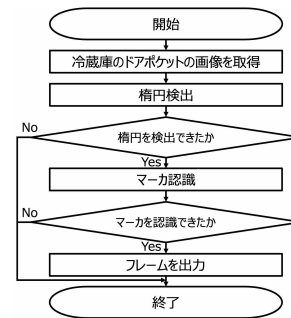 開始
冷蔵庫のドアポケットの画像を取得
楕円検出
No
楕円を検出できたか
Yes
マーカ認識
No
マーカを認識できたか
Yes
フレームを出力
終了